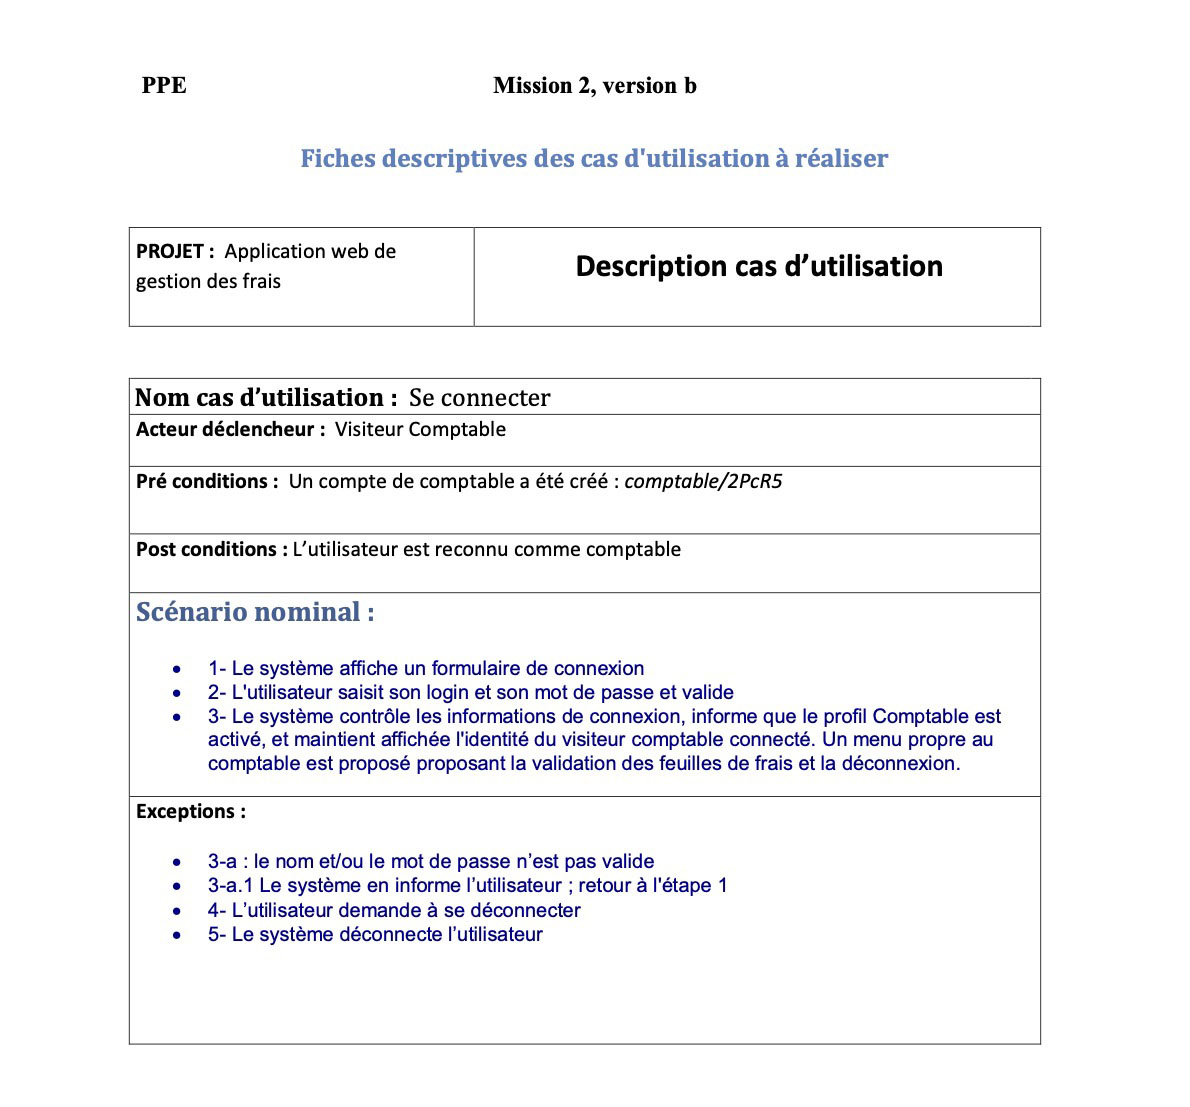 PPE Mission 2, version b
Fiches descriptives des cas d'utilisation à réaliser
PROJET : Application web de
gestion des frais
Description cas d’utilisation
Nom cas d’utilisation : Se connecter
Acteur déclencheur : Visiteur Comptable
Pré conditions : Un compte de comptable a été créé : comptable/2PcR5
Post conditions : L’utilisateur est reconnu comme comptable
Scénario nominal :
• 1- Le système affiche un formulaire de connexion
• 2- L'utilisateur saisit son login et son mot de passe et valide
• 3- Le système contrôle les informations de connexion, informe que le profil Comptable est
activé, et maintient affichée l'identité du visiteur comptable connecté. Un menu propre au
comptable est proposé proposant la validation des feuilles de frais et la déconnexion.
Exceptions :
• 3-a : le nom et/ou le mot de passe n’est pas valide
• 3-a.1 Le système en informe l’utilisateur ; retour à l'étape 1
• 4- L’utilisateur demande à se déconnecter
• 5- Le système déconnecte l’utilisateur